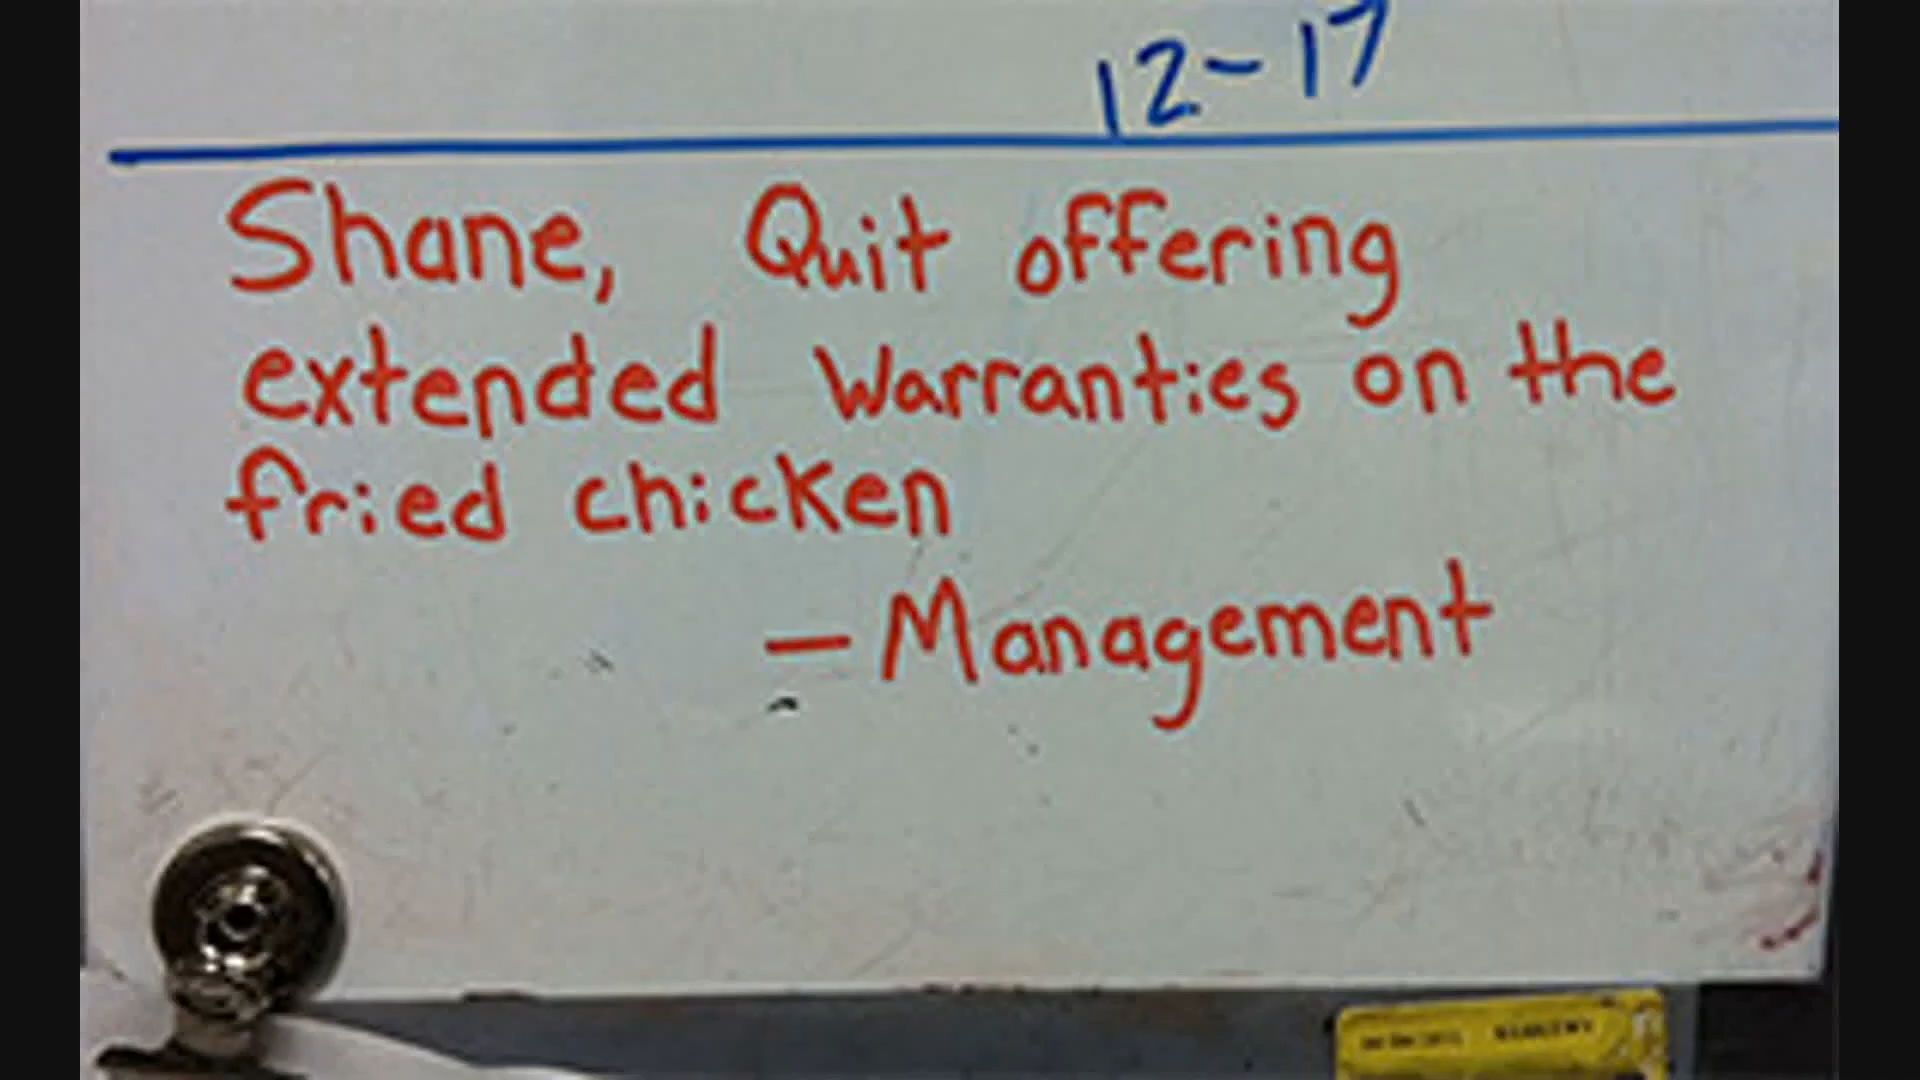 12-17
Shane, Quit offering
extended warranties on the
fried chicken
- Management